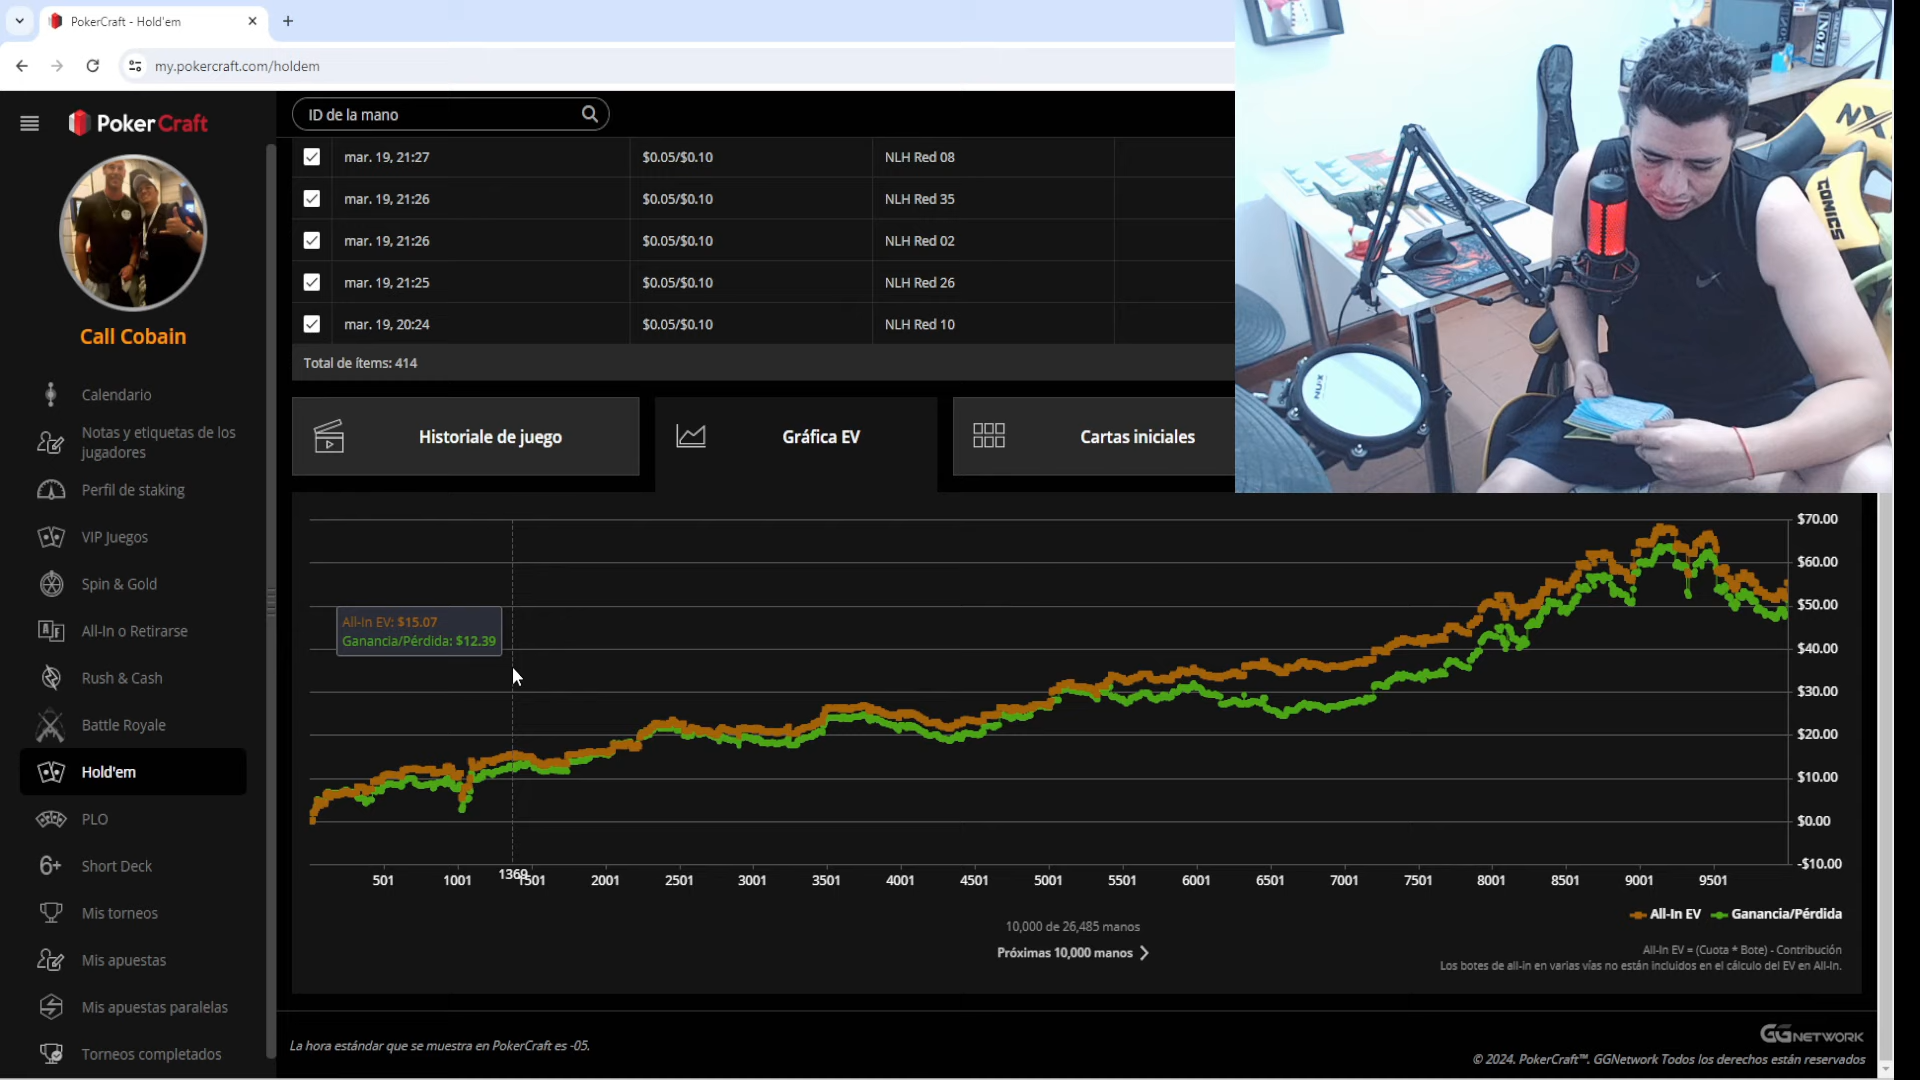 PokerCraft - Hold'em
my.pokercraft.com/holdem
PokerCraft
Call Cobain
Calendario
Notas y etiquetas de los
jugadores
Perfil de staking
VIP Juegos
Spin & Gold
All-In o Retirarse
Rush & Cash
Battle Royale
Hold'em
PLO
6+ Short Deck
Mis torneos
Mis apuestas
Mis apuestas paralelas
Torneos completados
ID de la mano
mar. 19, 21:27 $0.05/$0.10 NLH Red 08
mar. 19, 21:26 $0.05/$0.10 NLH Red 35
mar. 19, 21:26 $0.05/$0.10 NLH Red 02
mar. 19, 21:25 $0.05/$0.10 NLH Red 26
mar. 19, 20:24 $0.05/$0.10 NLH Red 10
Total de ítems: 414
Historiale de juego
Gráfica EV
Cartas iniciales
All-In EV: $15.07
Ganancia/Pérdida: $12.39
$70.00
$60.00
$50.00
$40.00
$30.00
$20.00
$10.00
$0.00
-$10.00
501 1001 1369 1501 2001 2501 3001 3501 4001 4501 5001 5501 6001 6501 7001 7501 8001 8501 9001 9501
All-In EV Ganancia/Pérdida
10,000 de 26,485 manos
Próximas 10,000 manos
All-In EV = (Cuota * Bote) - Contribución
Los botes de all-in en varias vías no están incluidos en el cálculo del EV en All-In.
La hora estándar que se muestra en PokerCraft es -05.
GGNETWORK
© 2024. PokerCraft™. GGNetwork Todos los derechos están reservados
NUX
CONICS